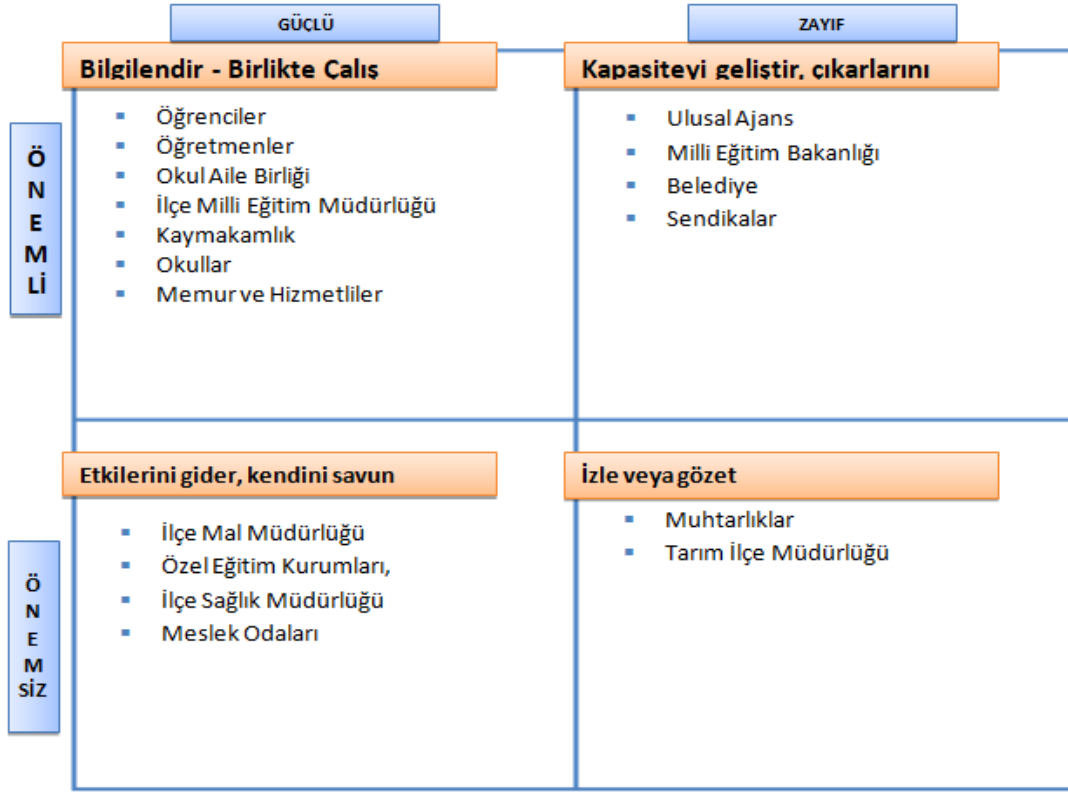 GÜÇLÜ
ZAYIF
Bilgilendir - Birlikte Çalış
Kapasiteyi geliştir, çıkarlarını
ÖNEMLİ
▪ Öğrenciler
▪ Öğretmenler
▪ Okul Aile Birliği
▪ İlçe Milli Eğitim Müdürlüğü
▪ Kaymakamlık
▪ Okullar
▪ Memur ve Hizmetliler
▪ Ulusal Ajans
▪ Milli Eğitim Bakanlığı
▪ Belediye
▪ Sendikalar
Etkilerini gider, kendini savun
İzle veya gözet
ÖNEMSİZ
▪ İlçe Mal Müdürlüğü
▪ Özel Eğitim Kurumları,
▪ İlçe Sağlık Müdürlüğü
▪ Meslek Odaları
▪ Muhtarlıklar
▪ Tarım İlçe Müdürlüğü